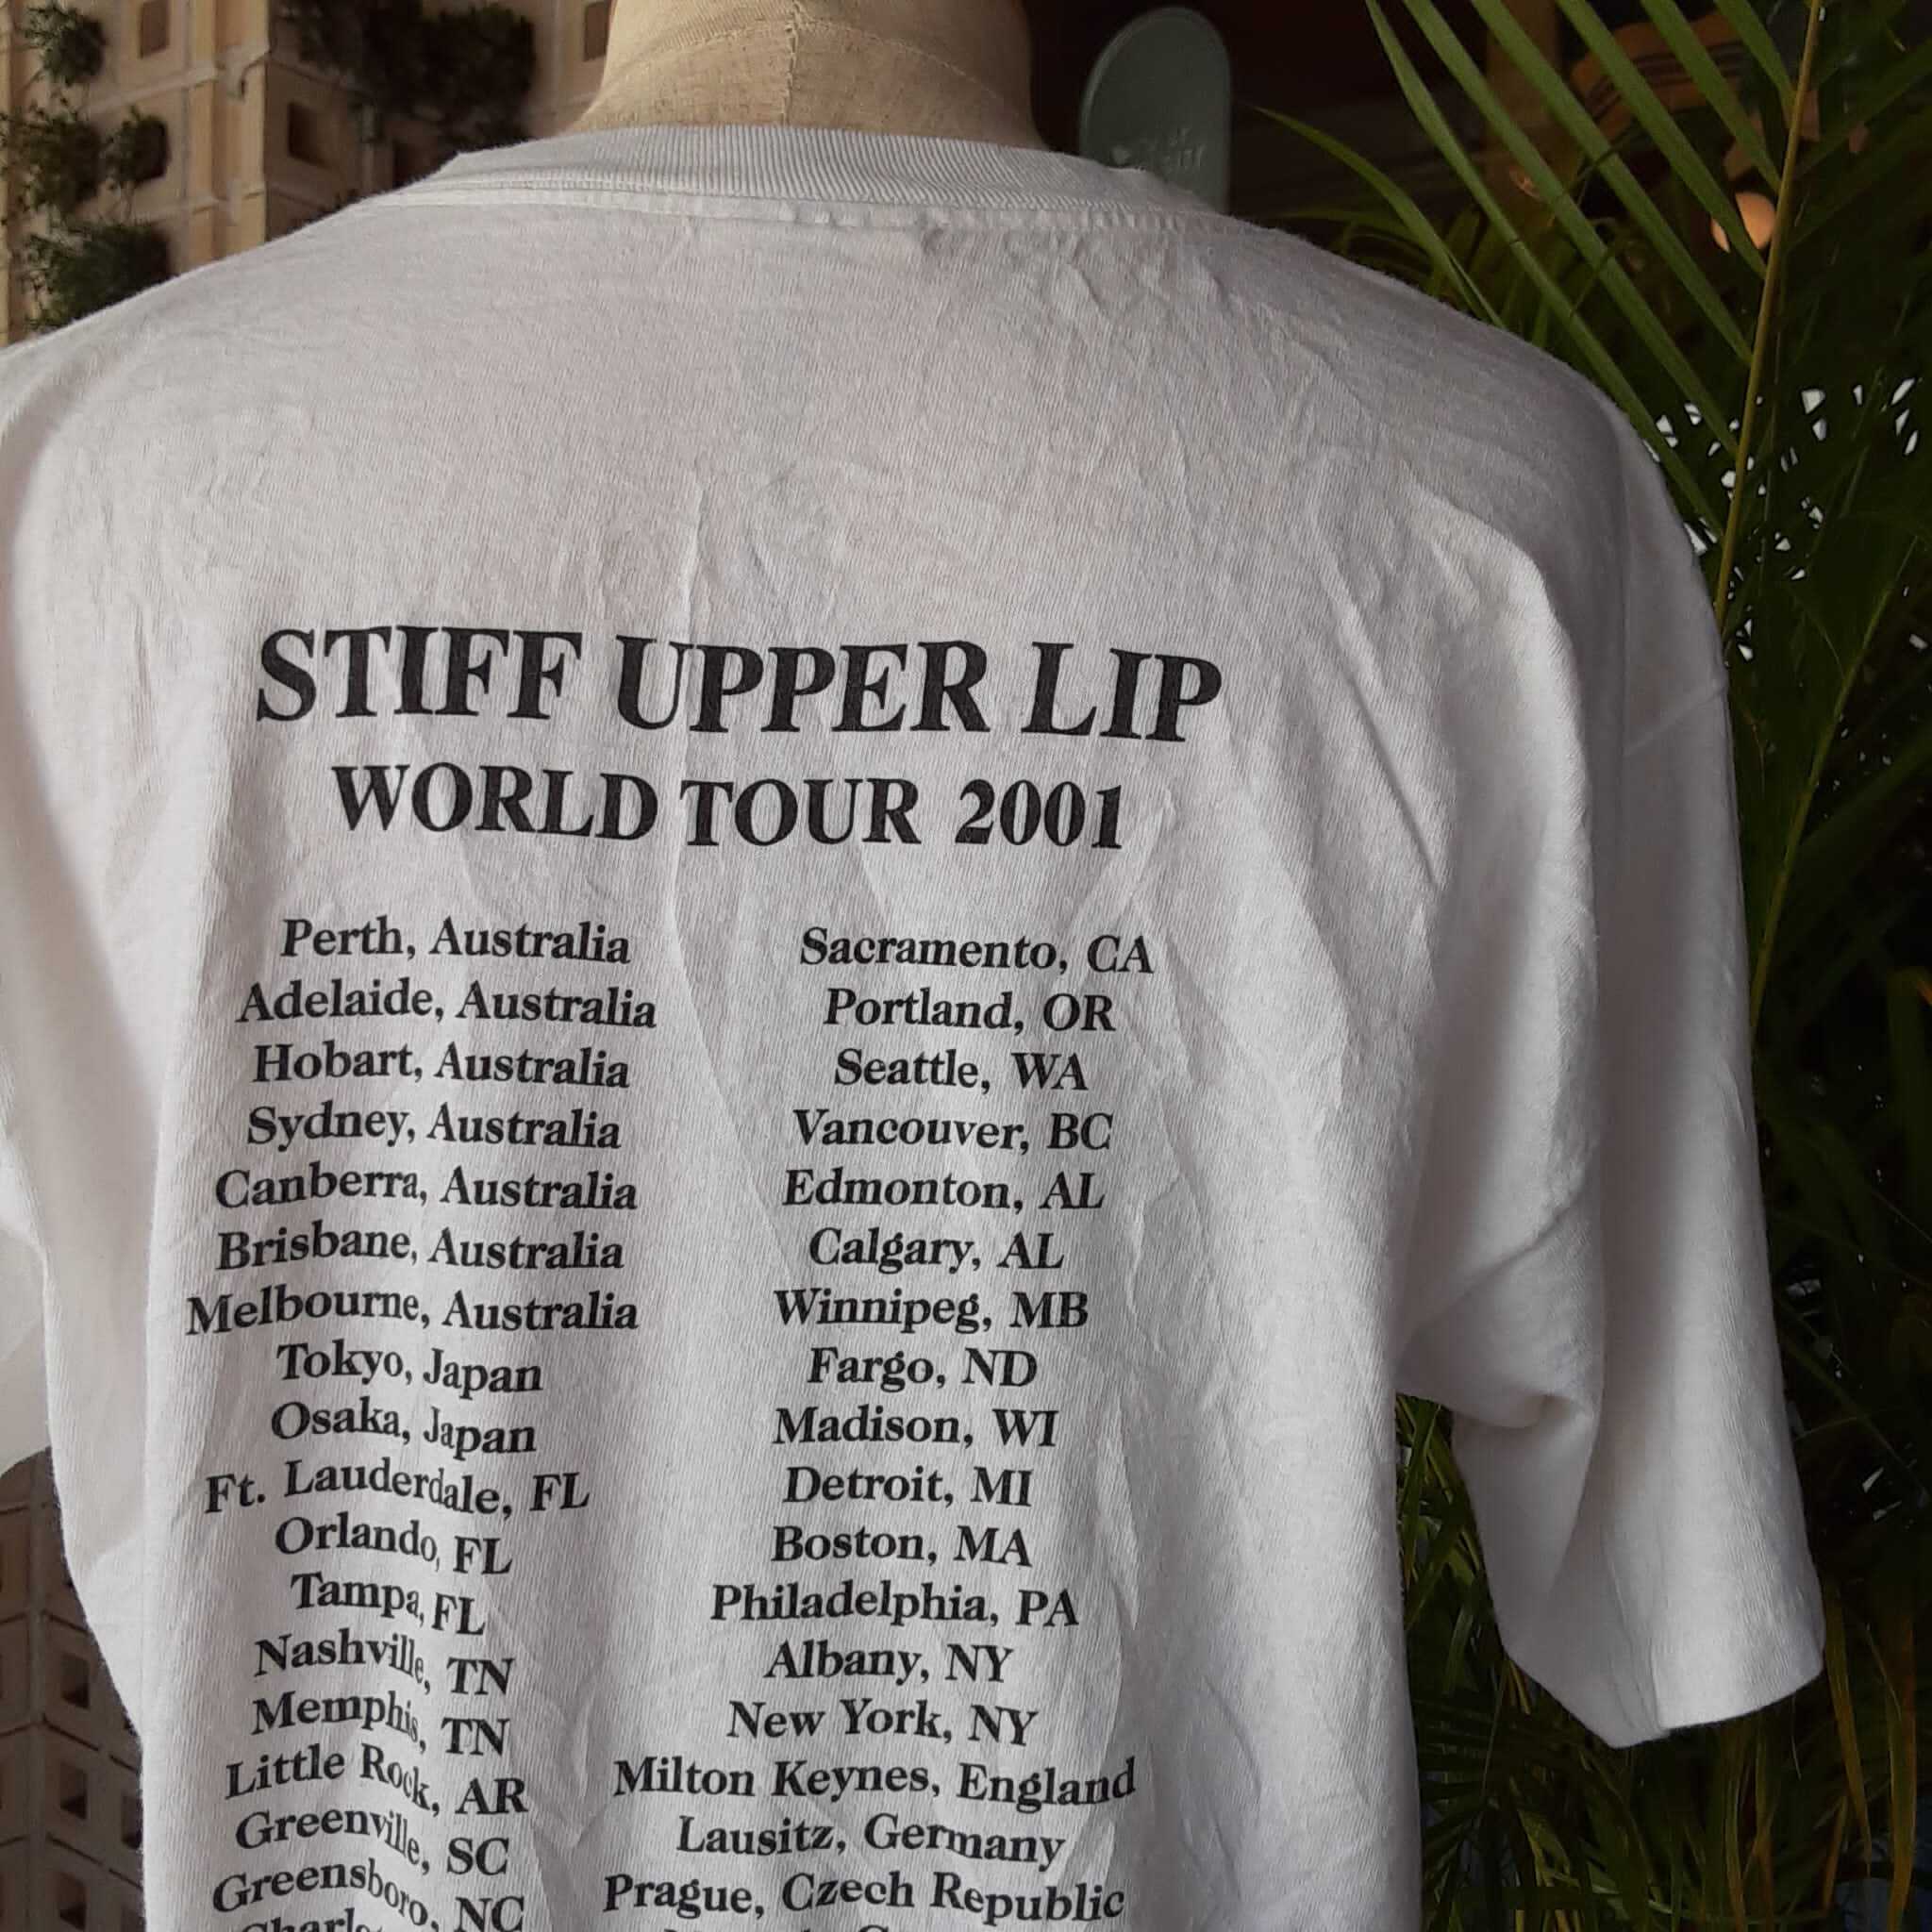 STIFF UPPER LIP
WORLD TOUR 2001
Perth, Australia
Adelaide, Australia
Hobart, Australia
Sydney, Australia
Canberra, Australia
Brisbane, Australia
Melbourne, Australia
Tokyo, Japan
Osaka, Japan
Ft. Lauderdale, FL
Orlando, FL
Tampa, FL
Nashville, TN
Memphis, TN
Little Rock, AR
Greenville, SC
Greensboro, NC
Sacramento, CA
Portland, OR
Seattle, WA
Vancouver, BC
Edmonton, AL
Calgary, AL
Winnipeg, MB
Fargo, ND
Madison, WI
Detroit, MI
Boston, MA
Philadelphia, PA
Albany, NY
New York, NY
Milton Keynes, England
Lausitz, Germany
Prague, Czech Republic